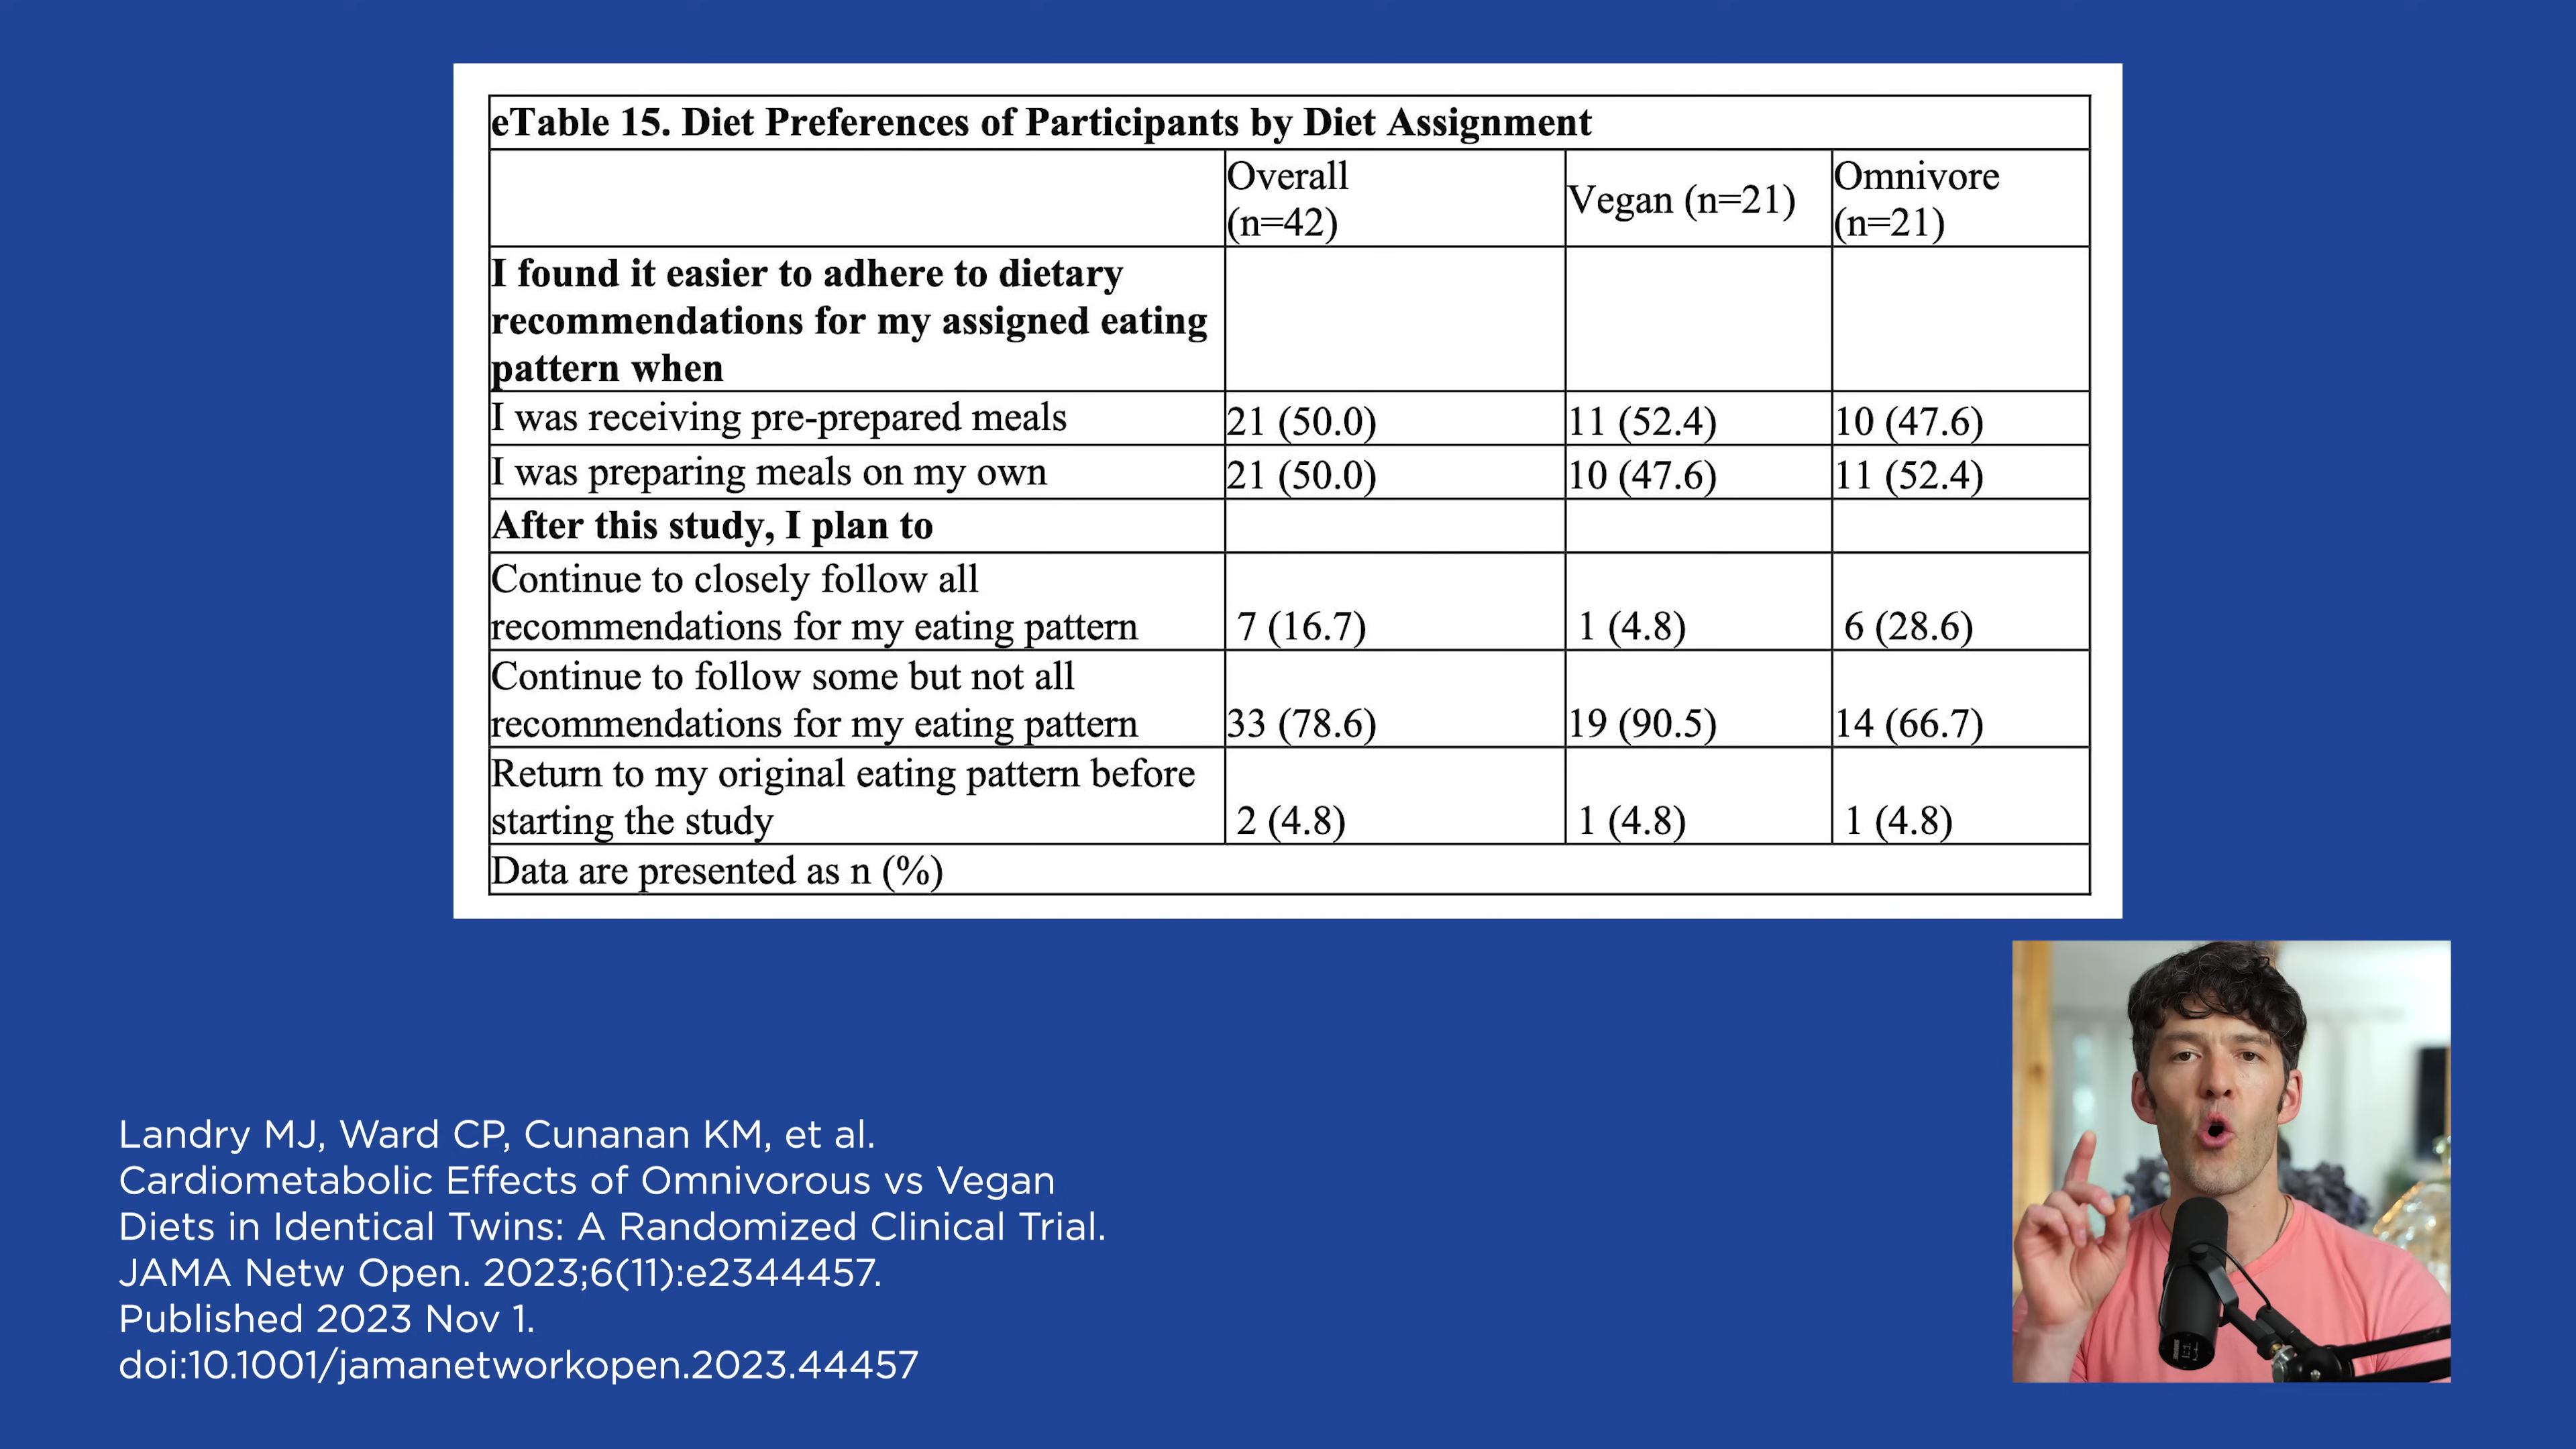 eTable 15. Diet Preferences of Participants by Diet Assignment
Overall
(n=42)
Vegan (n=21)
Omnivore
(n=21)
I found it easier to adhere to dietary
recommendations for my assigned eating
pattern when
I was receiving pre-prepared meals 21 (50.0) 11 (52.4) 10 (47.6)
I was preparing meals on my own 21 (50.0) 10 (47.6) 11 (52.4)
After this study, I plan to
Continue to closely follow all
recommendations for my eating pattern 7 (16.7) 1 (4.8) 6 (28.6)
Continue to follow some but not all
recommendations for my eating pattern 33 (78.6) 19 (90.5) 14 (66.7)
Return to my original eating pattern before
starting the study 2 (4.8) 1 (4.8) 1 (4.8)
Data are presented as n (%)
Landry MJ, Ward CP, Cunanan KM, et al.
Cardiometabolic Effects of Omnivorous vs Vegan
Diets in Identical Twins: A Randomized Clinical Trial.
JAMA Netw Open. 2023;6(11):e2344457.
Published 2023 Nov 1.
doi:10.1001/jamanetworkopen.2023.44457